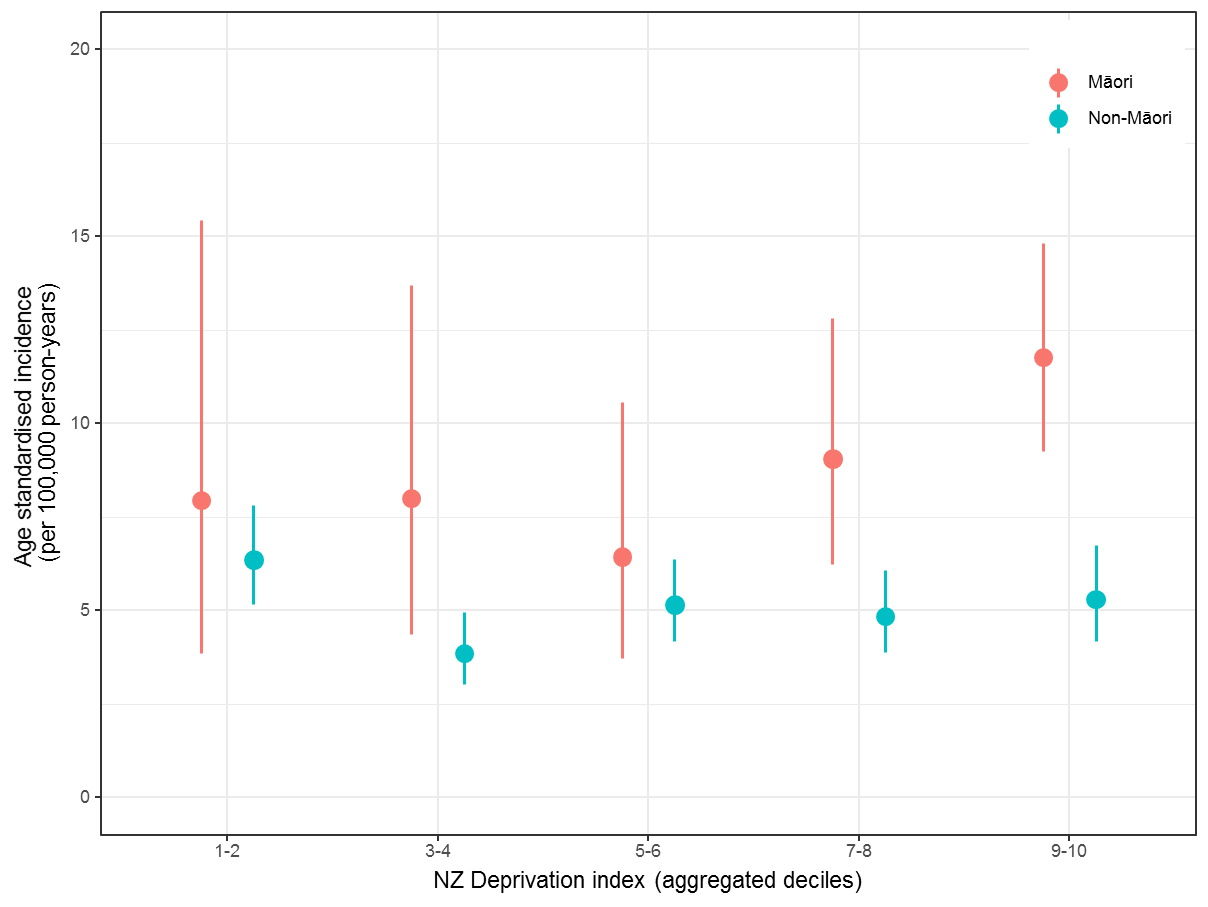 20
15
10
5
0
Age standardised incidence
(per 100,000 person-years)
Māori
Non-Māori
1-2
3-4
5-6
7-8
9-10
NZ Deprivation index (aggregated deciles)